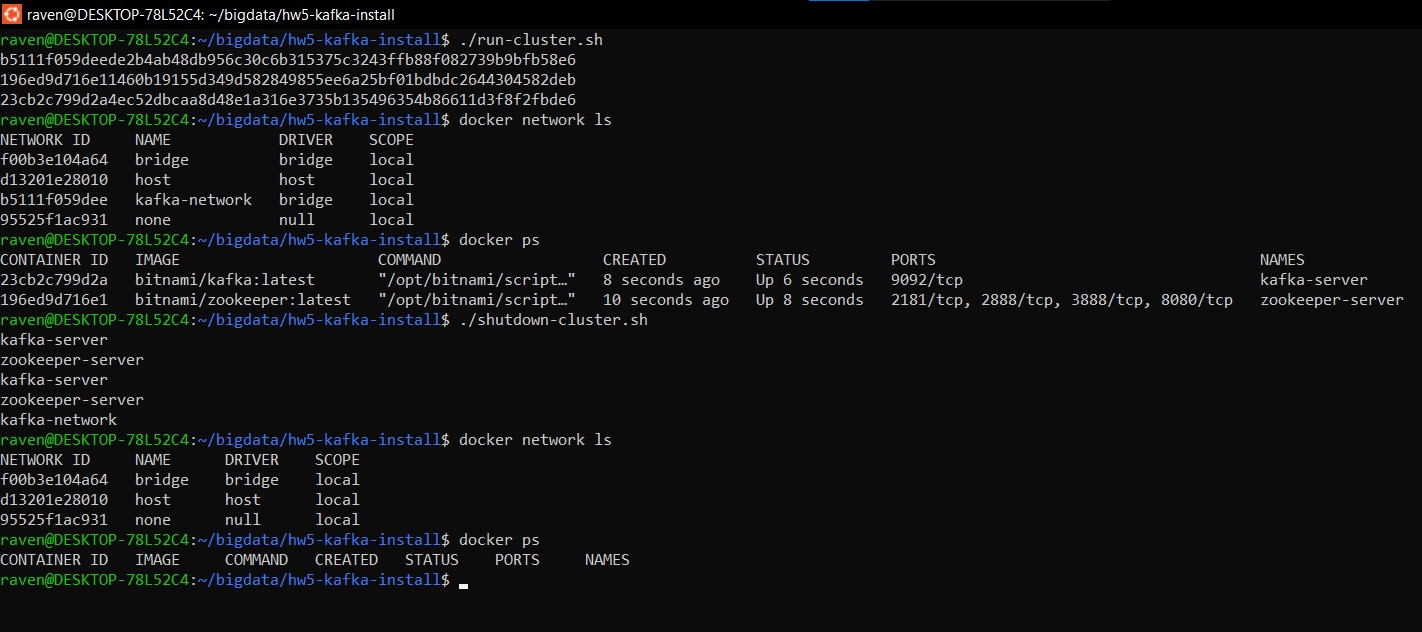 raven@DESKTOP-78L52C4: ~/bigdata/hw5-kafka-install
raven@DESKTOP-78L52C4:~/bigdata/hw5-kafka-install$ ./run-cluster.sh
b5111f059deede2b4ab48db956c30c6b315375c3243ffb88f082739b9bfb58e6
196ed9d716e11460b19155d349d582849855ee6a25bf01bdbdc2644304582deb
23cb2c799d2a4ec52dbcaa8d48e1a316e3735b135496354b86611d3f8f2fbde6
raven@DESKTOP-78L52C4:~/bigdata/hw5-kafka-install$ docker network ls
NETWORK ID     NAME            DRIVER    SCOPE
f00b3e104a64   bridge          bridge    local
d13201e28010   host            host      local
b5111f059dee   kafka-network   bridge    local
95525f1ac931   none            null      local
raven@DESKTOP-78L52C4:~/bigdata/hw5-kafka-install$ docker ps
CONTAINER ID   IMAGE                      COMMAND                  CREATED          STATUS         PORTS                                    NAMES
23cb2c799d2a   bitnami/kafka:latest       "/opt/bitnami/script…"   8 seconds ago    Up 6 seconds   9092/tcp                                 kafka-server
196ed9d716e1   bitnami/zookeeper:latest   "/opt/bitnami/script…"   10 seconds ago   Up 8 seconds   2181/tcp, 2888/tcp, 3888/tcp, 8080/tcp   zookeeper-server
raven@DESKTOP-78L52C4:~/bigdata/hw5-kafka-install$ ./shutdown-cluster.sh
kafka-server
zookeeper-server
kafka-server
zookeeper-server
kafka-network
raven@DESKTOP-78L52C4:~/bigdata/hw5-kafka-install$ docker network ls
NETWORK ID     NAME      DRIVER    SCOPE
f00b3e104a64   bridge    bridge    local
d13201e28010   host      host      local
95525f1ac931   none      null      local
raven@DESKTOP-78L52C4:~/bigdata/hw5-kafka-install$ docker ps
CONTAINER ID   IMAGE     COMMAND   CREATED   STATUS    PORTS     NAMES
raven@DESKTOP-78L52C4:~/bigdata/hw5-kafka-install$